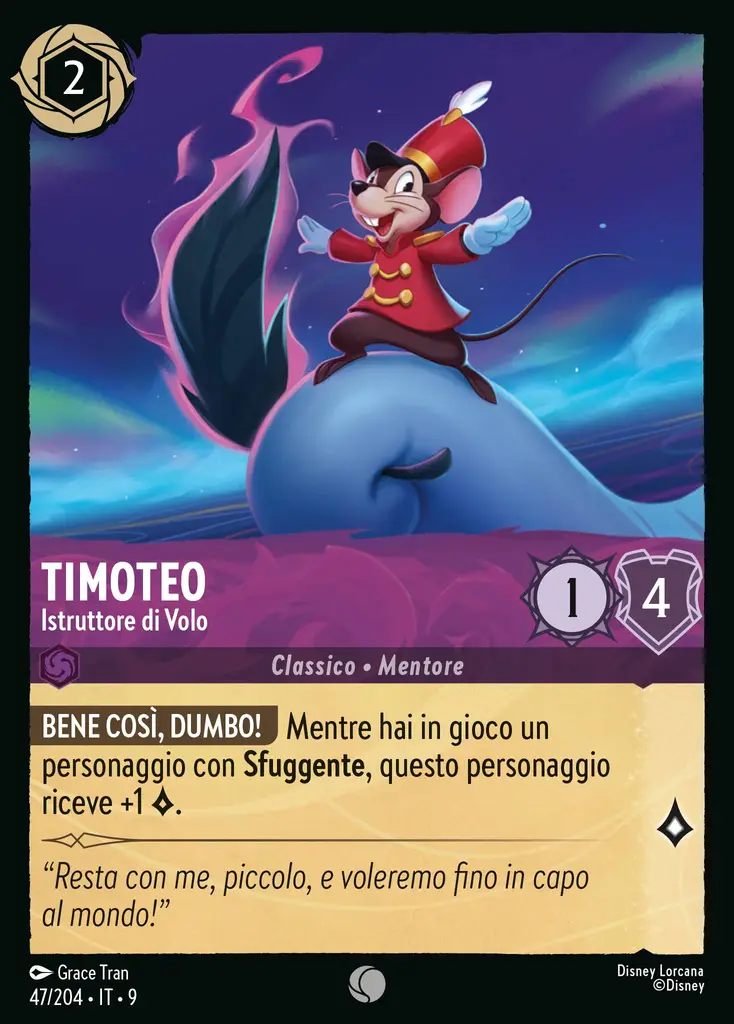 2
TIMOTEO
Istruttore di Volo
1
4
Classico • Mentore
BENE COSÌ, DUMBO! Mentre hai in gioco un
personaggio con Sfuggente, questo personaggio
riceve +1 .
“Resta con me, piccolo, e voleremo fino in capo
al mondo!”
Grace Tran
47/204 • IT • 9
Disney Lorcana
©Disney